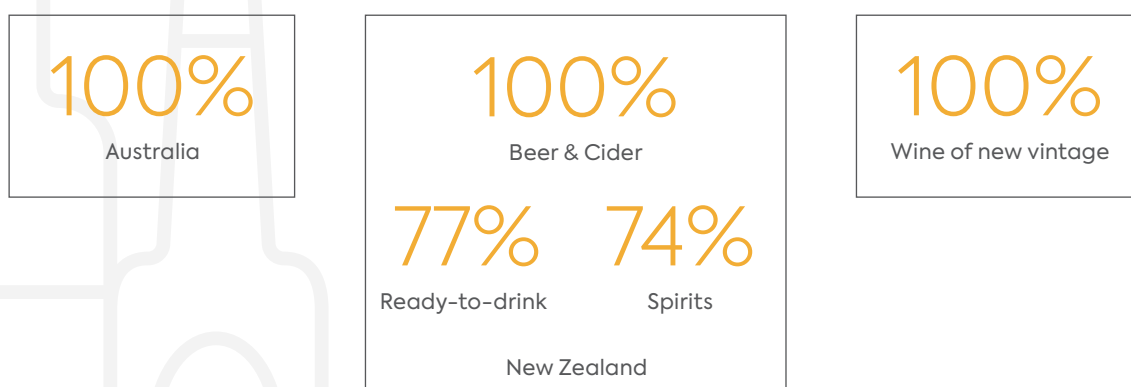 100%
Australia
100%
Beer & Cider
77%
Ready-to-drink
74%
Spirits
New Zealand
100%
Wine of new vintage